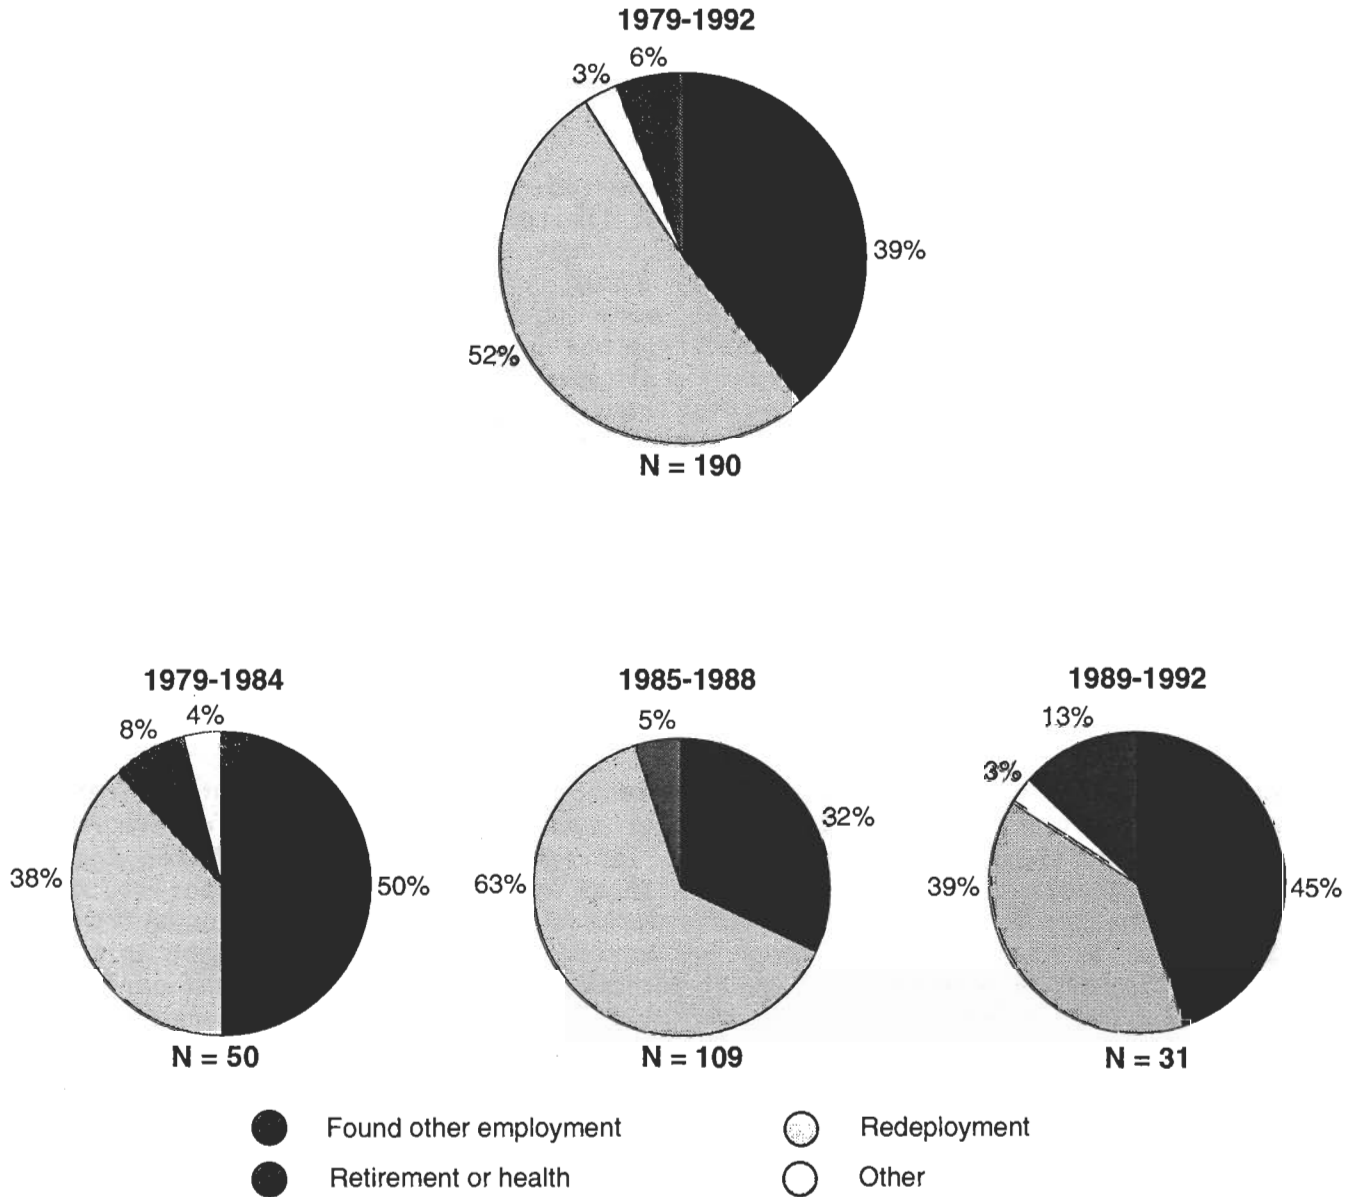 1979-1992
6%
3%
39%
52%
N = 190
1979-1984
4%
8%
38%
50%
N = 50
1985-1988
5%
32%
63%
N = 109
1989-1992
13%
3%
39%
45%
N = 31
Found other employment
Redeployment
Retirement or health
Other